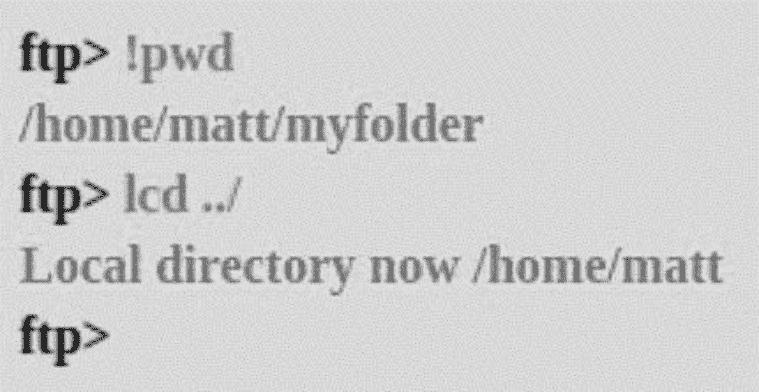 ftp> !pwd
/home/matt/myfolder
ftp> lcd ../
Local directory now /home/matt
ftp>